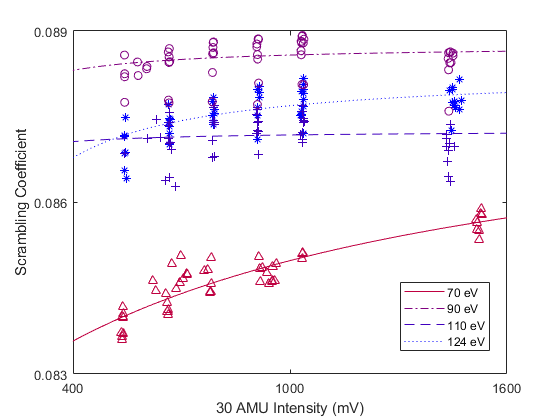 0.089
0.086
0.083
Scrambling Coefficient
400
1000
1600
30 AMU Intensity (mV)
70 eV
90 eV
110 eV
124 eV